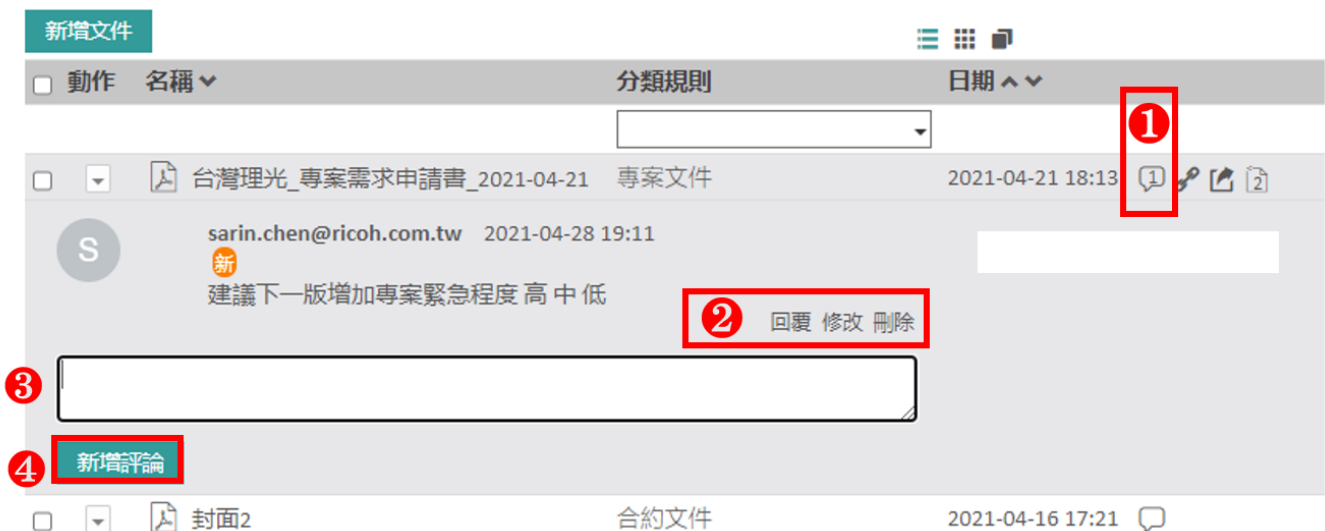 新增文件
動作 名稱 分類規則 日期
❶
台灣理光_專案需求申請書_2021-04-21 專案文件 2021-04-21 18:13 1 2
S sarin.chen@ricoh.com.tw 2021-04-28 19:11
新
建議下一版增加專案緊急程度 高 中 低
❷ 回覆 修改 刪除
❸
❹ 新增評論
封面2 合約文件 2021-04-16 17:21